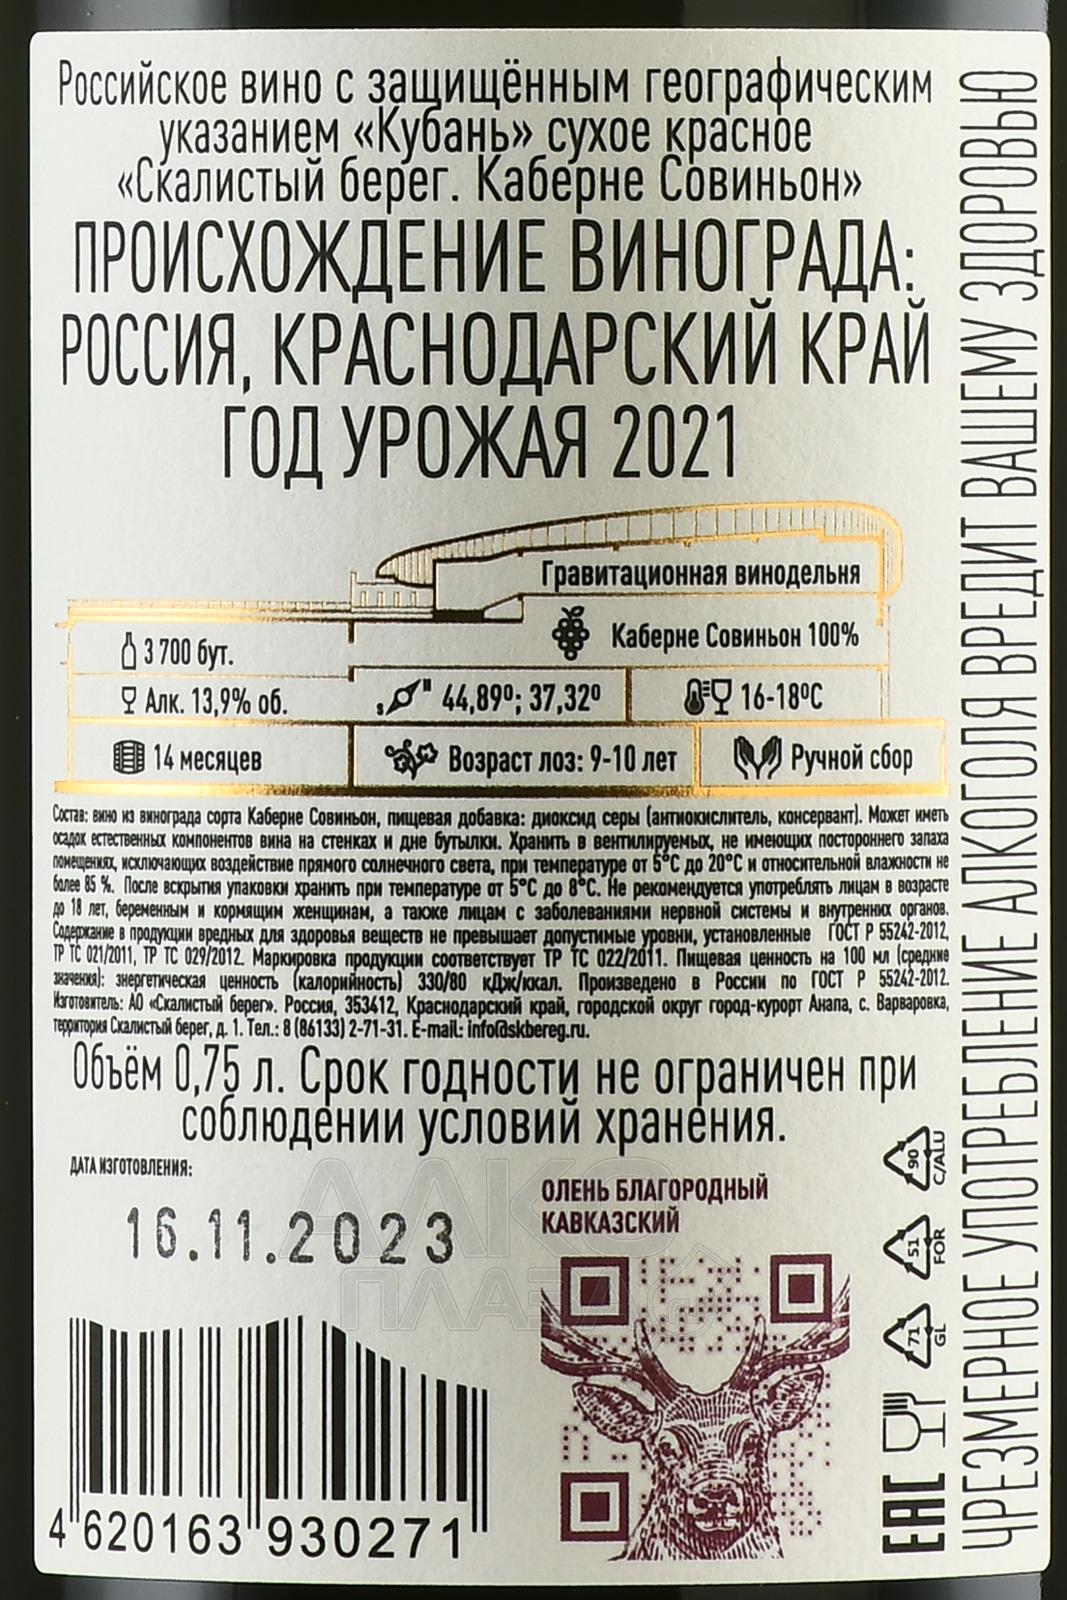 Российское вино с защищённым географическим
указанием «Кубань» сухое красное
«Скалистый берег. Каберне Совиньон»
ПРОИСХОЖДЕНИЕ ВИНОГРАДА:
РОССИЯ, КРАСНОДАРСКИЙ КРАЙ
ГОД УРОЖАЯ 2021
Гравитационная винодельня
Каберне Совиньон 100%
3 700 бут.
Алк. 13,9% об.
S N 44,89º; 37,32º
16-18ºC
14 месяцев
Возраст лоз: 9-10 лет
Ручной сбор
Состав: вино из винограда сорта Каберне Совиньон, пищевая добавка: диоксид серы (антиокислитель, консервант). Может иметь
осадок естественных компонентов вина на стенках и дне бутылки. Хранить в вентилируемых, не имеющих постороннего запаха
помещениях, исключающих воздействие прямого солнечного света, при температуре от 5°C до 20°C и относительной влажности не
более 85 %. После вскрытия упаковки хранить при температуре от 5°C до 8°C. Не рекомендуется употреблять лицам в возрасте
до 18 лет, беременным и кормящим женщинам, а также лицам с заболеваниями нервной системы и внутренних органов.
Содержание в продукции вредных для здоровья веществ не превышает допустимые уровни, установленные ГОСТ Р 55242-2012,
ТР ТС 021/2011, ТР ТС 029/2012. Маркировка продукции соответствует ТР ТС 022/2011. Пищевая ценность на 100 мл (средние
значения): энергетическая ценность (калорийность) 330/80 кДж/ккал. Произведено в России по ГОСТ Р 55242-2012.
Изготовитель: АО «Скалистый берег». Россия, 353412, Краснодарский край, городской округ город-курорт Анапа, с. Варваровка,
территория Скалистый берег, д. 1. Тел.: 8 (86133) 2-71-31. E-mail: info@skbereg.ru.
Объём 0,75 л. Срок годности не ограничен при
соблюдении условий хранения.
ДАТА ИЗГОТОВЛЕНИЯ:
16.11.2023
ОЛЕНЬ БЛАГОРОДНЫЙ
КАВКАЗСКИЙ
4 620163 930271
90
C/ALU
51
FOR
71
GL
EAC
ЧРЕЗМЕРНОЕ УПОТРЕБЛЕНИЕ АЛКОГОЛЯ ВРЕДИТ ВАШЕМУ ЗДОРОВЬЮ
АЛКО
ПЛАЗА